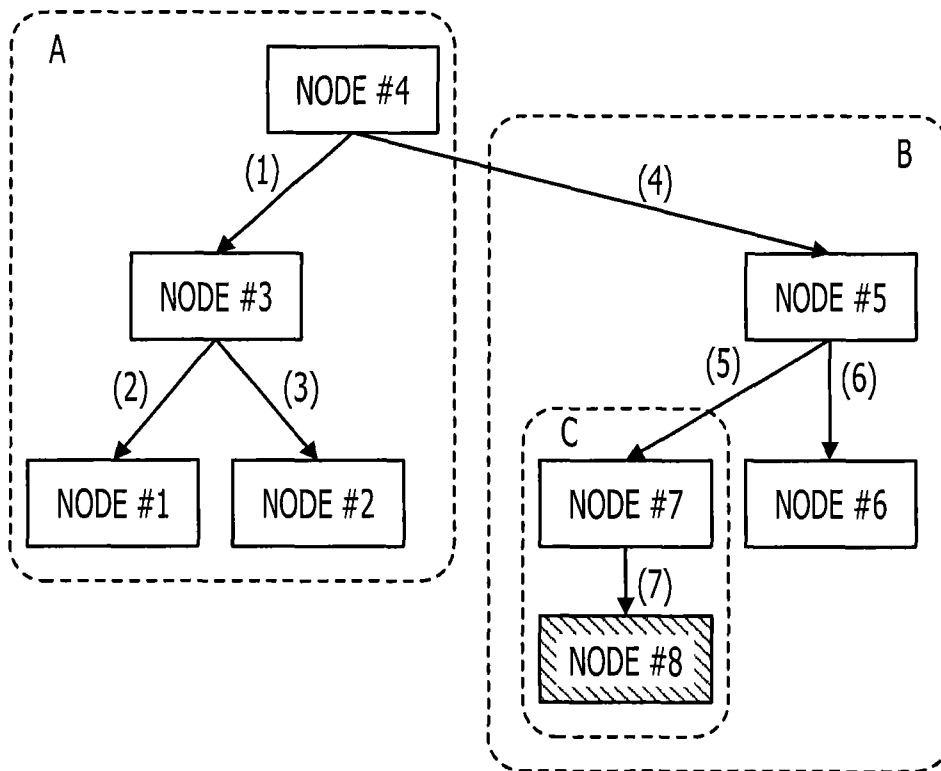 A
NODE #4
B
(1)
(4)
NODE #3
NODE #5
(2)
(3)
(5)
(6)
C
NODE #1
NODE #2
NODE #7
NODE #6
(7)
NODE #8